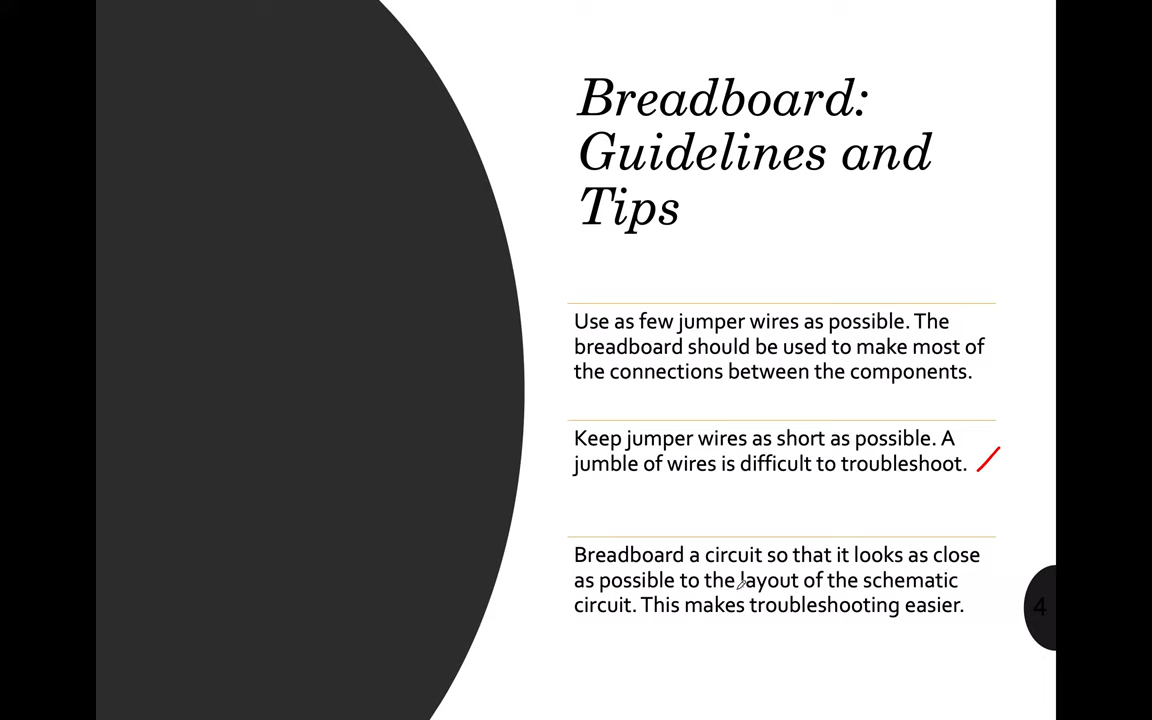 Breadboard:
Guidelines and
Tips
Use as few jumper wires as possible. The
breadboard should be used to make most of
the connections between the components.
Keep jumper wires as short as possible. A
jumble of wires is difficult to troubleshoot.
Breadboard a circuit so that it looks as close
as possible to the layout of the schematic
circuit. This makes troubleshooting easier.
4